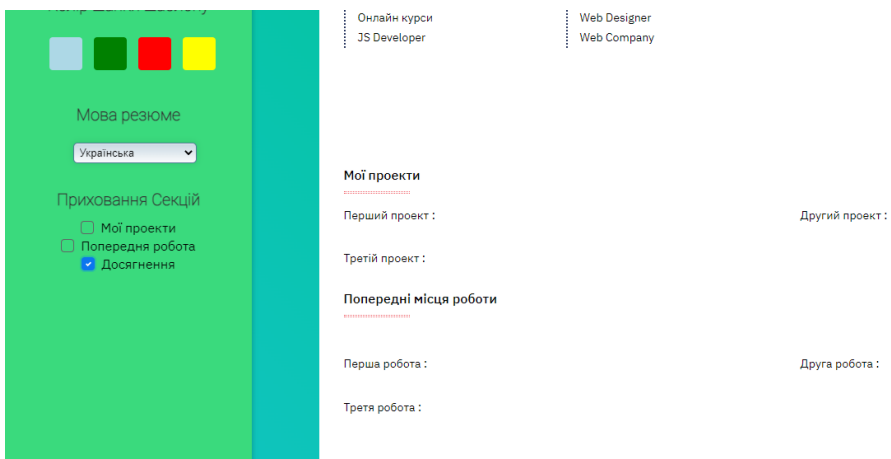 Мова резюме
Українська
Приховання Секцій
Мої проекти
Попередня робота
Досягнення
Онлайн курси
JS Developer
Web Designer
Web Company
Мої проекти
Перший проект :
Другий проект :
Третій проект :
Попередні місця роботи
Перша робота :
Друга робота :
Третя робота :